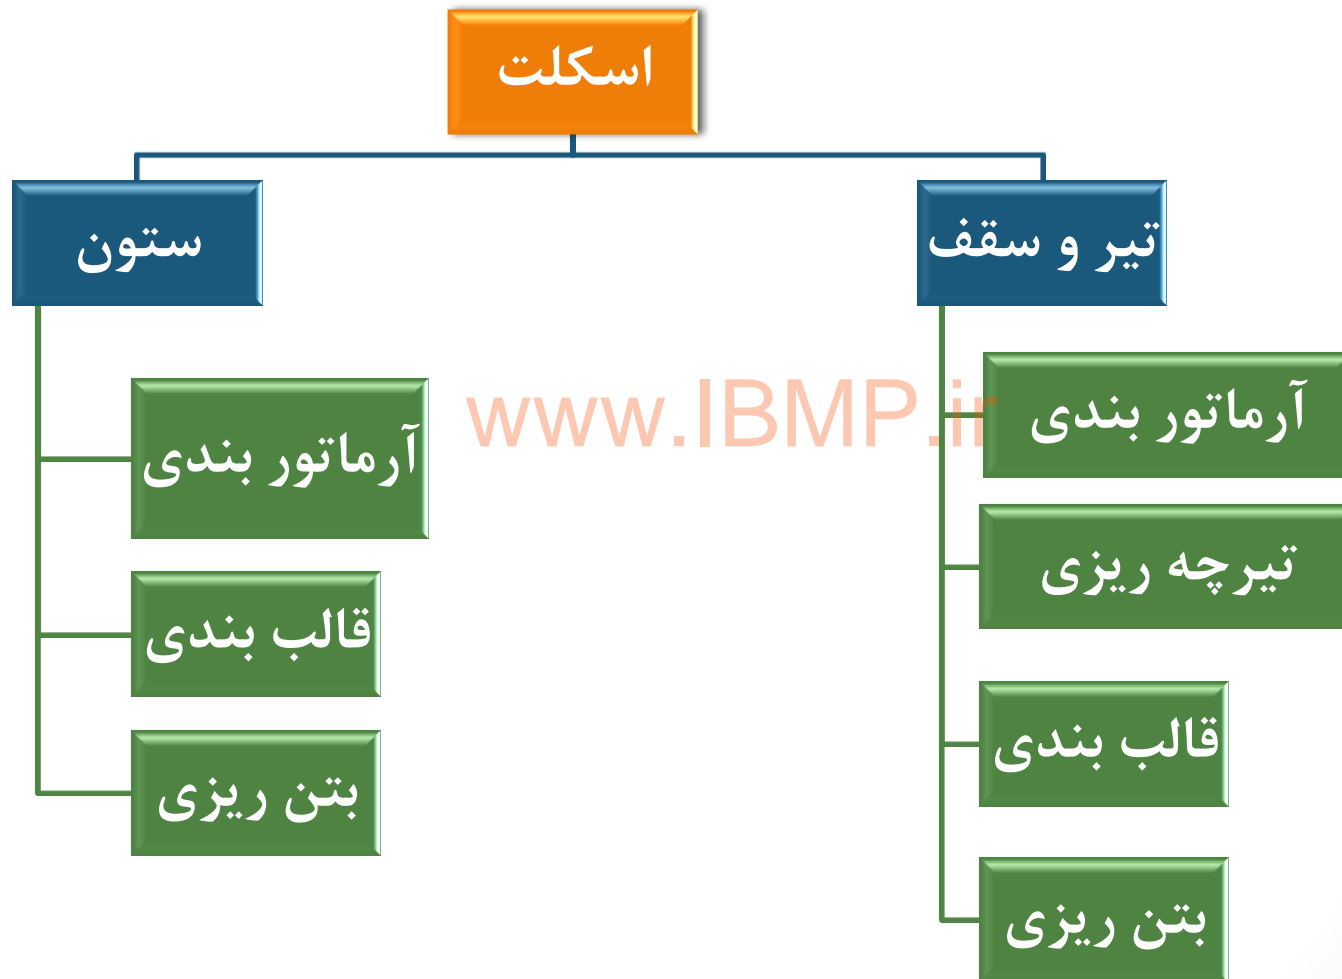 اسکلت
تیر و سقف
آرماتور بندی
تیرچه ریزی
قالب بندی
بتن ریزی
ستون
آرماتور بندی
قالب بندی
بتن ریزی
www.IBMP.ir